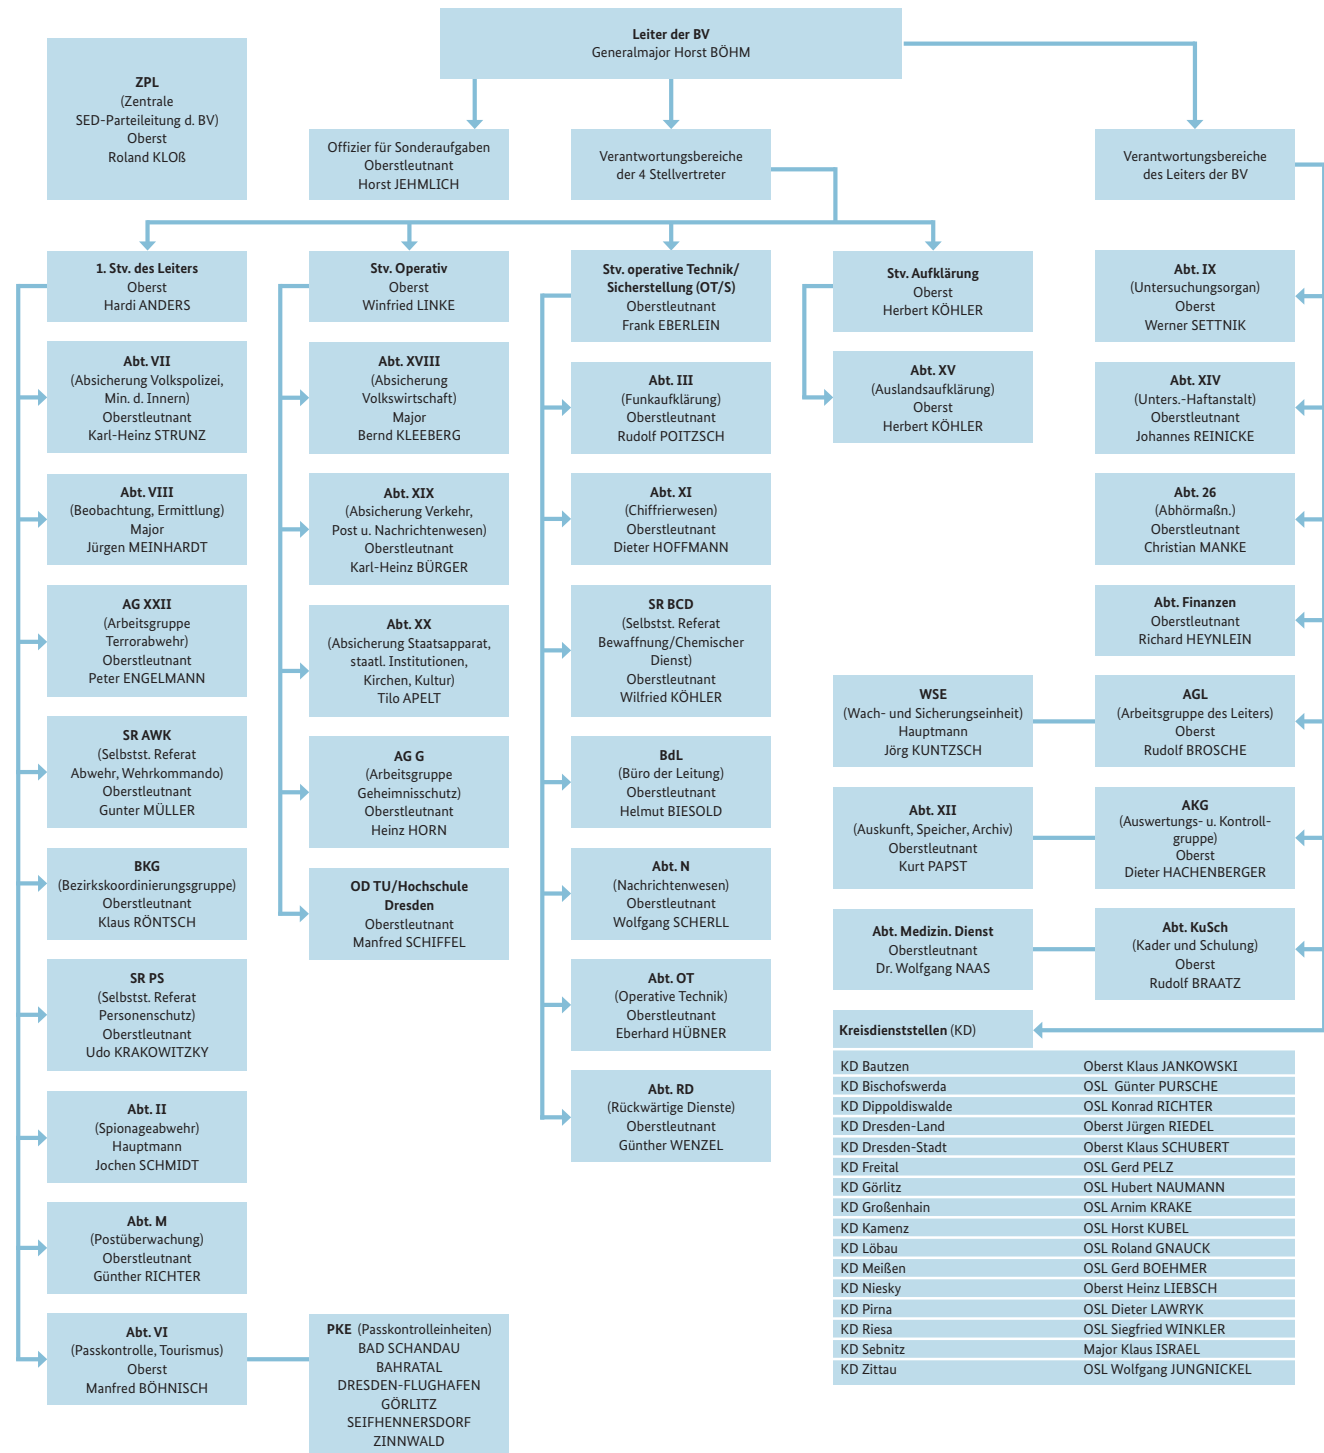 Leiter der BV
Generalmajor Horst BÖHM
ZPL
(Zentrale
SED-Parteileitung d. BV)
Oberst
Roland KLOß
Offizier für Sonderaufgaben
Oberstleutnant
Horst JEHMLICH
Verantwortungsbereiche
der 4 Stellvertreter
Verantwortungsbereiche
des Leiters der BV
1. Stv. des Leiters
Oberst
Hardi ANDERS
Abt. VII
(Absicherung Volkspolizei,
Min. d. Innern)
Oberstleutnant
Karl-Heinz STRUNZ
Abt. VIII
(Beobachtung, Ermittlung)
Major
Jürgen MEINHARDT
AG XXII
(Arbeitsgruppe
Terrorabwehr)
Oberstleutnant
Peter ENGELMANN
SR AWK
(Selbstst. Referat
Abwehr, Wehrkommando)
Oberstleutnant
Gunter MÜLLER
BKG
(Bezirkskoordinierungsgruppe)
Oberstleutnant
Klaus RÖNTSCH
SR PS
(Selbstst. Referat
Personenschutz)
Oberstleutnant
Udo KRAKOWITZKY
Abt. II
(Spionageabwehr)
Hauptmann
Jochen SCHMIDT
Abt. M
(Postüberwachung)
Oberstleutnant
Günther RICHTER
Abt. VI
(Passkontrolle, Tourismus)
Oberst
Manfred BÖHNISCH
PKE (Passkontrolleinheiten)
BAD SCHANDAU
BAHRATAL
DRESDEN-FLUGHAFEN
GÖRLITZ
SEIFHENNERSDORF
ZINNWALD
Stv. Operativ
Oberst
Winfried LINKE
Abt. XVIII
(Absicherung
Volkswirtschaft)
Major
Bernd KLEEBERG
Abt. XIX
(Absicherung Verkehr,
Post u. Nachrichtenwesen)
Oberstleutnant
Karl-Heinz BÜRGER
Abt. XX
(Absicherung Staatsapparat,
staatl. Institutionen,
Kirchen, Kultur)
Tilo APELT
AG G
(Arbeitsgruppe
Geheimnisschutz)
Oberstleutnant
Heinz HORN
OD TU/Hochschule
Dresden
Oberstleutnant
Manfred SCHIFFEL
Stv. operative Technik/
Sicherstellung (OT/S)
Oberstleutnant
Frank EBERLEIN
Abt. III
(Funkaufklärung)
Oberstleutnant
Rudolf POITZSCH
Abt. XI
(Chiffrierwesen)
Oberstleutnant
Dieter HOFFMANN
SR BCD
(Selbstst. Referat
Bewaffnung/Chemischer
Dienst)
Oberstleutnant
Wilfried KÖHLER
BdL
(Büro der Leitung)
Oberstleutnant
Helmut BIESOLD
Abt. N
(Nachrichtenwesen)
Oberstleutnant
Wolfgang SCHERLL
Abt. OT
(Operative Technik)
Oberstleutnant
Eberhard HÜBNER
Abt. RD
(Rückwärtige Dienste)
Oberstleutnant
Günther WENZEL
Stv. Aufklärung
Oberst
Herbert KÖHLER
Abt. XV
(Auslandsaufklärung)
Oberst
Herbert KÖHLER
Abt. IX
(Untersuchungsorgan)
Oberst
Werner SETTNIK
Abt. XIV
(Unters.-Haftanstalt)
Oberstleutnant
Johannes REINICKE
Abt. 26
(Abhörmaßn.)
Oberstleutnant
Christian MANKE
Abt. Finanzen
Oberstleutnant
Richard HEYNLEIN
WSE
(Wach- und Sicherungseinheit)
Hauptmann
Jörg KUNTZSCH
AGL
(Arbeitsgruppe des Leiters)
Oberst
Rudolf BROSCHE
Abt. XII
(Auskunft, Speicher, Archiv)
Oberstleutnant
Kurt PAPST
AKG
(Auswertungs- u. Kontroll-
gruppe)
Oberst
Dieter HACHENBERGER
Abt. Medizin. Dienst
Oberstleutnant
Dr. Wolfgang NAAS
Abt. KuSch
(Kader und Schulung)
Oberst
Rudolf BRAATZ
Kreisdienststellen (KD)
KD Bautzen Oberst Klaus JANKOWSKI
KD Bischofswerda OSL Günter PURSCHE
KD Dippoldiswalde OSL Konrad RICHTER
KD Dresden-Land Oberst Jürgen RIEDEL
KD Dresden-Stadt Oberst Klaus SCHUBERT
KD Freital OSL Gerd PELZ
KD Görlitz OSL Hubert NAUMANN
KD Großenhain OSL Arnim KRAKE
KD Kamenz OSL Horst KUBEL
KD Löbau OSL Roland GNAUCK
KD Meißen OSL Gerd BOEHMER
KD Niesky Oberst Heinz LIEBSCH
KD Pirna OSL Dieter LAWRYK
KD Riesa OSL Siegfried WINKLER
KD Sebnitz Major Klaus ISRAEL
KD Zittau OSL Wolfgang JUNGNICKEL